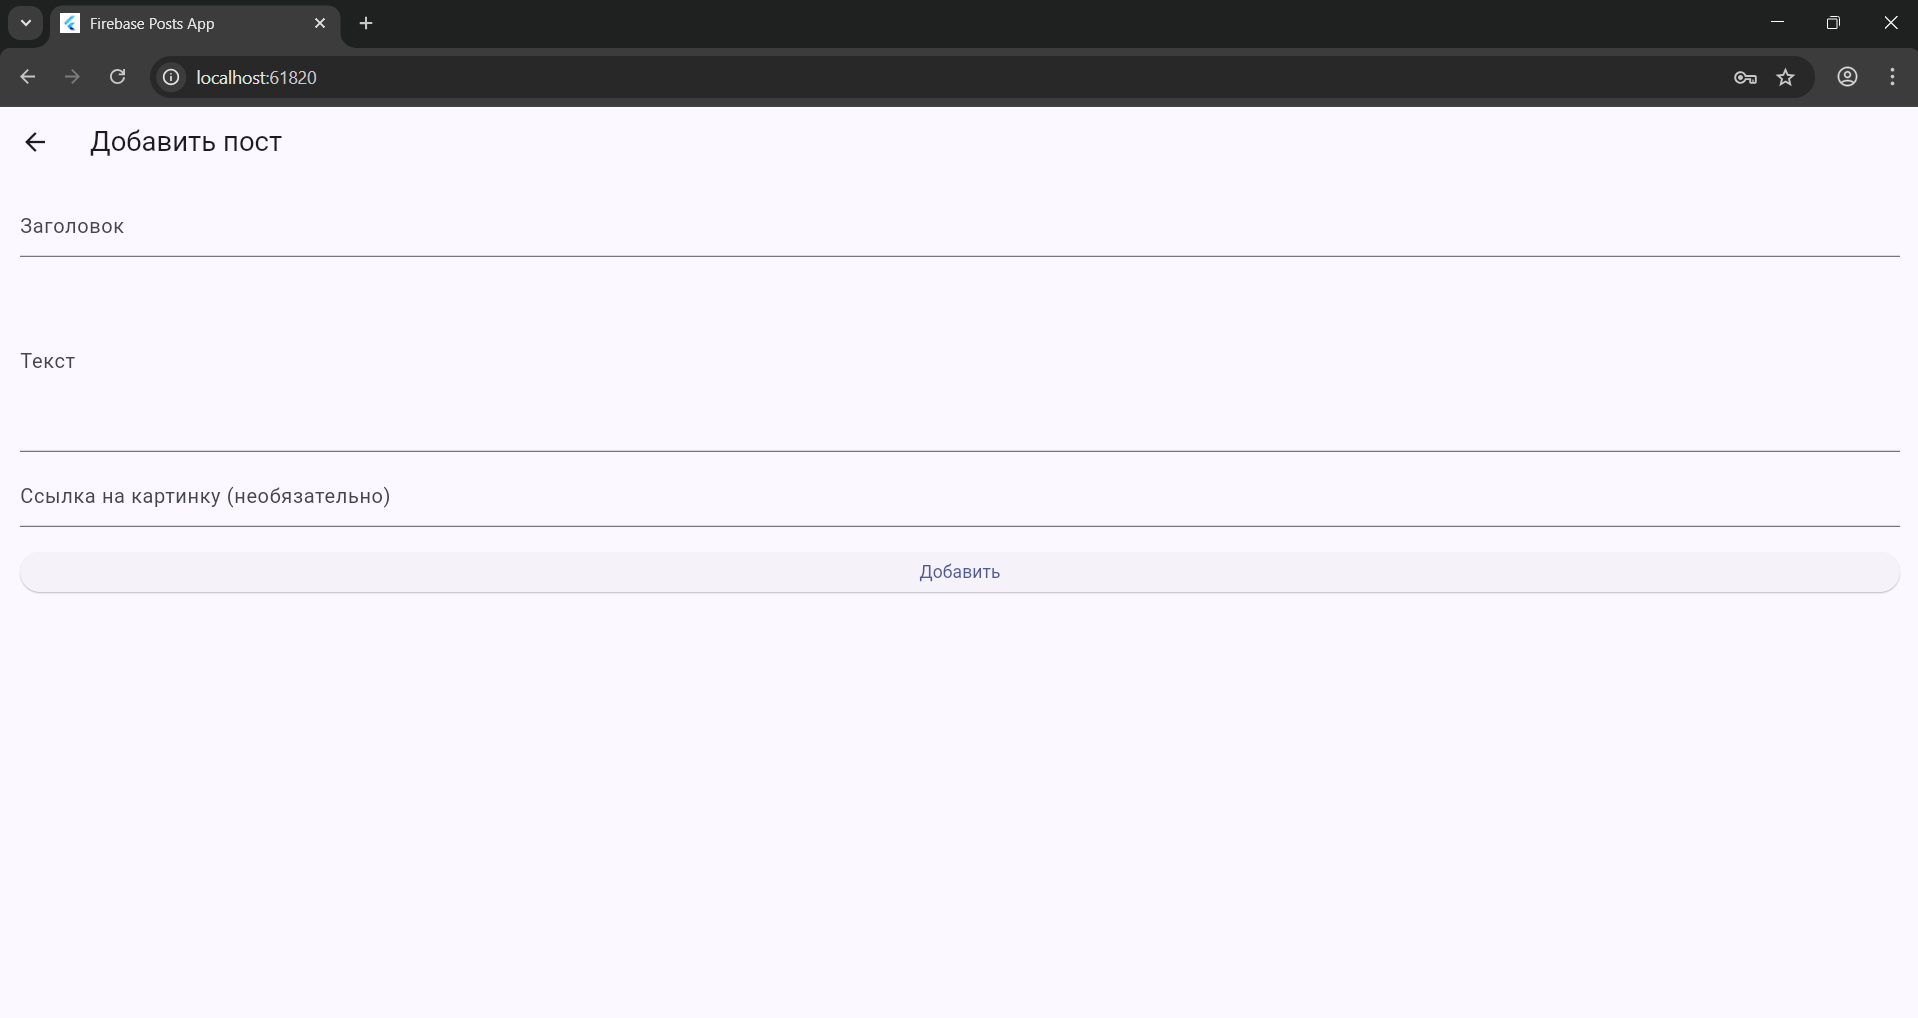 Firebase Posts App
localhost:61820
Добавить пост
Заголовок
Текст
Ссылка на картинку (необязательно)
Добавить